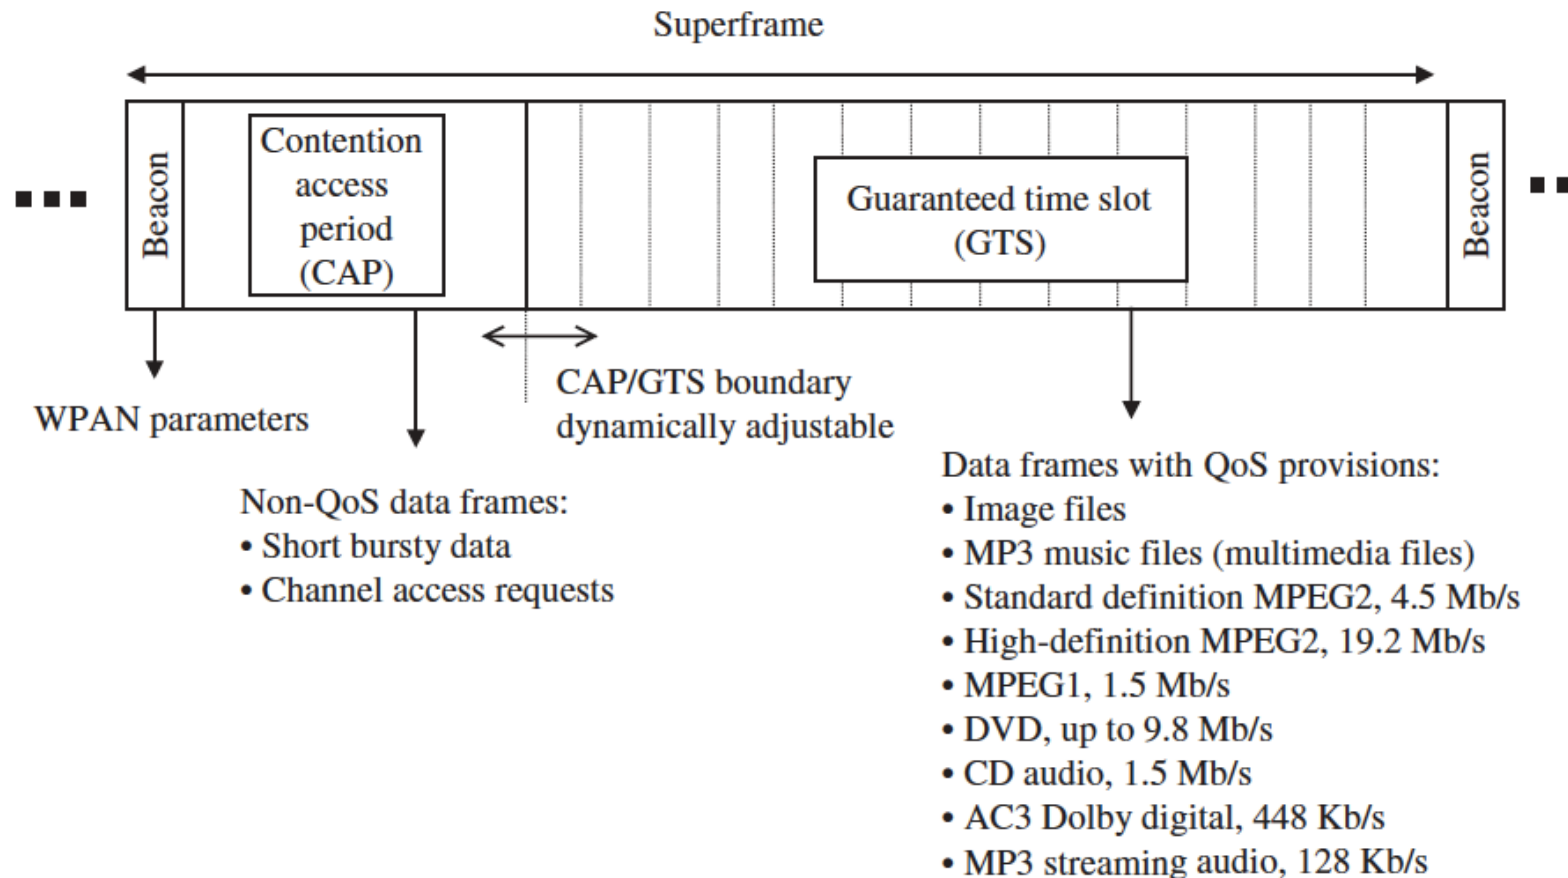 Superframe
Beacon
Contention
access
period
(CAP)
Guaranteed time slot
(GTS)
Beacon
WPAN parameters
CAP/GTS boundary
dynamically adjustable
Non-QoS data frames:
• Short bursty data
• Channel access requests
Data frames with QoS provisions:
• Image files
• MP3 music files (multimedia files)
• Standard definition MPEG2, 4.5 Mb/s
• High-definition MPEG2, 19.2 Mb/s
• MPEG1, 1.5 Mb/s
• DVD, up to 9.8 Mb/s
• CD audio, 1.5 Mb/s
• AC3 Dolby digital, 448 Kb/s
• MP3 streaming audio, 128 Kb/s